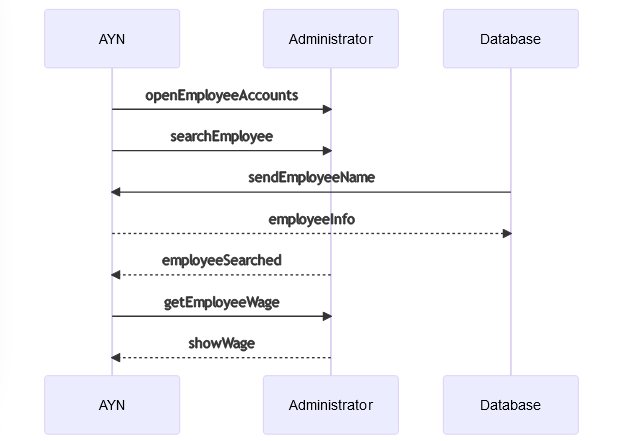 AYN
Administrator
Database
openEmployeeAccounts
searchEmployee
sendEmployeeName
employeeInfo
employeeSearched
getEmployeeWage
showWage
AYN
Administrator
Database